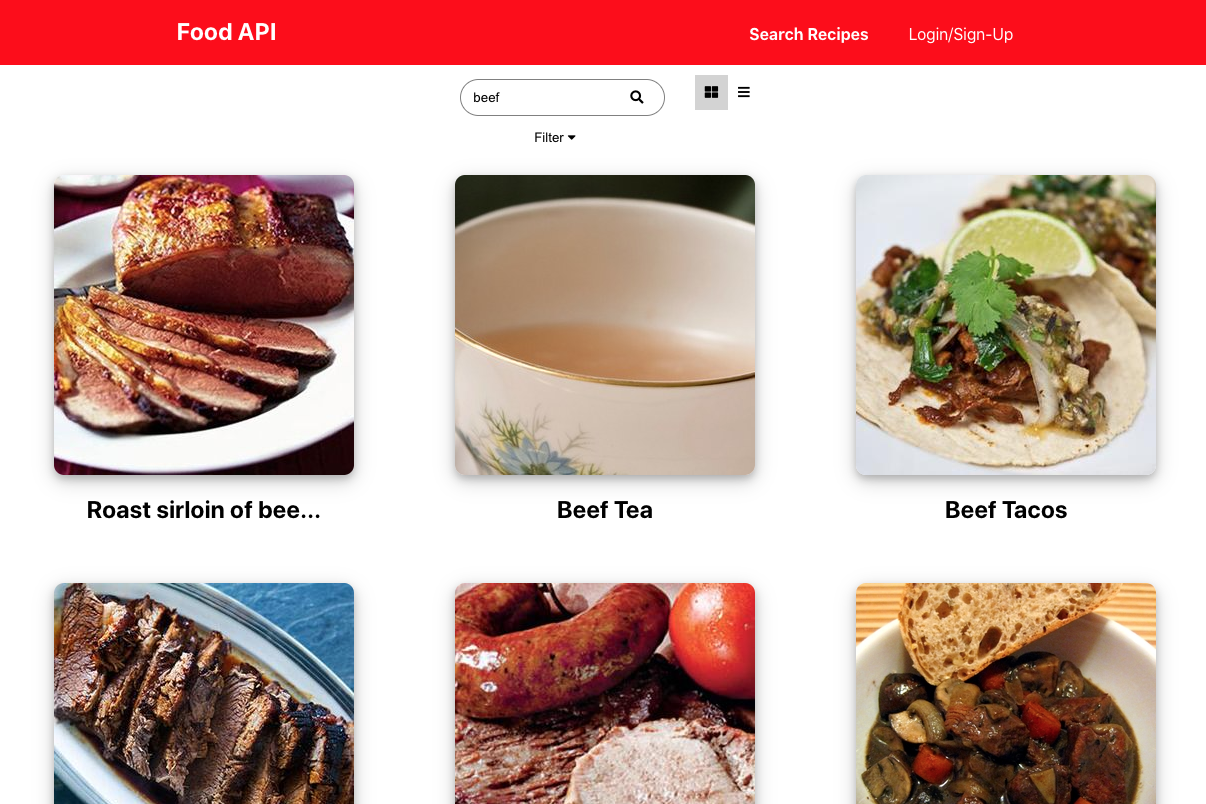 Food API
Search Recipes
Login/Sign-Up
beef
Filter
Roast sirloin of bee...
Beef Tea
Beef Tacos